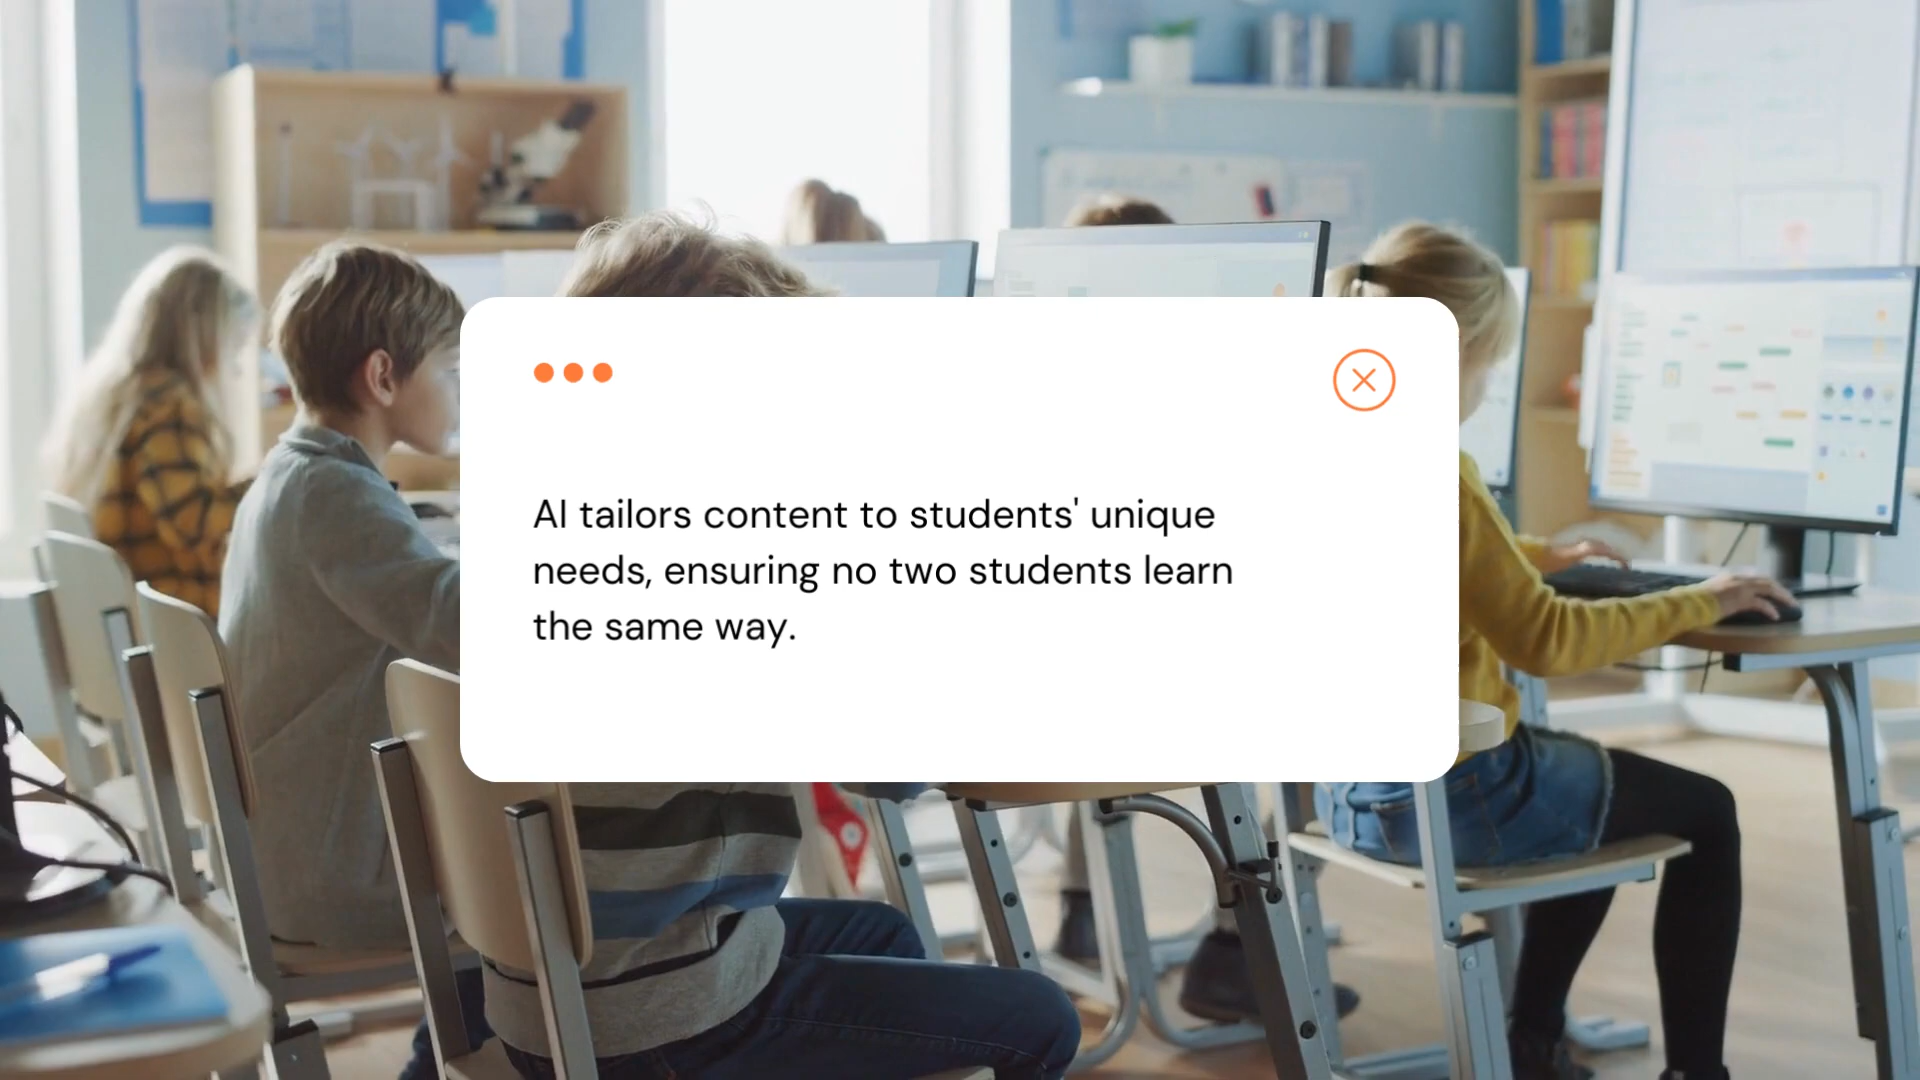 AI tailors content to students' unique
needs, ensuring no two students learn
the same way.